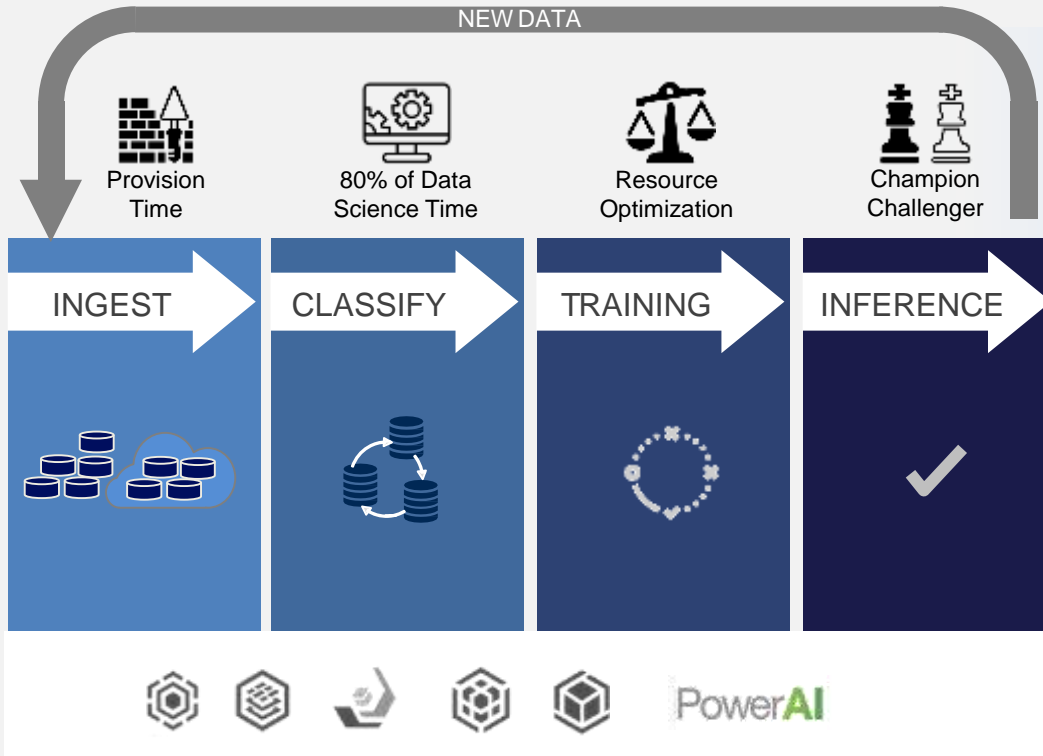 NEW DATA
Provision
Time
80% of Data
Science Time
Resource
Optimization
Champion
Challenger
INGEST
CLASSIFY
TRAINING
INFERENCE
PowerAI